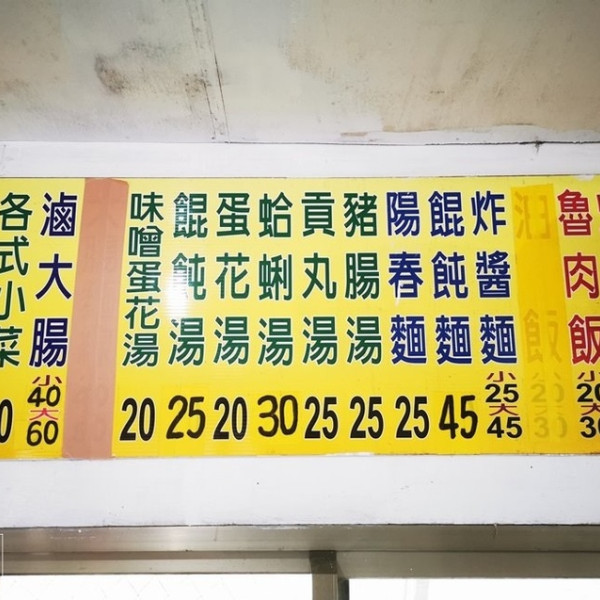 魯肉飯 小20大30
炸醬麵 小25大45
餛飩麵 45
陽春麵 25
豬腸湯 25
貢丸湯 25
蛤蜊湯 30
蛋花湯 20
餛飩湯 25
味噌蛋花湯 20
滷大腸 小40大60
各式小菜